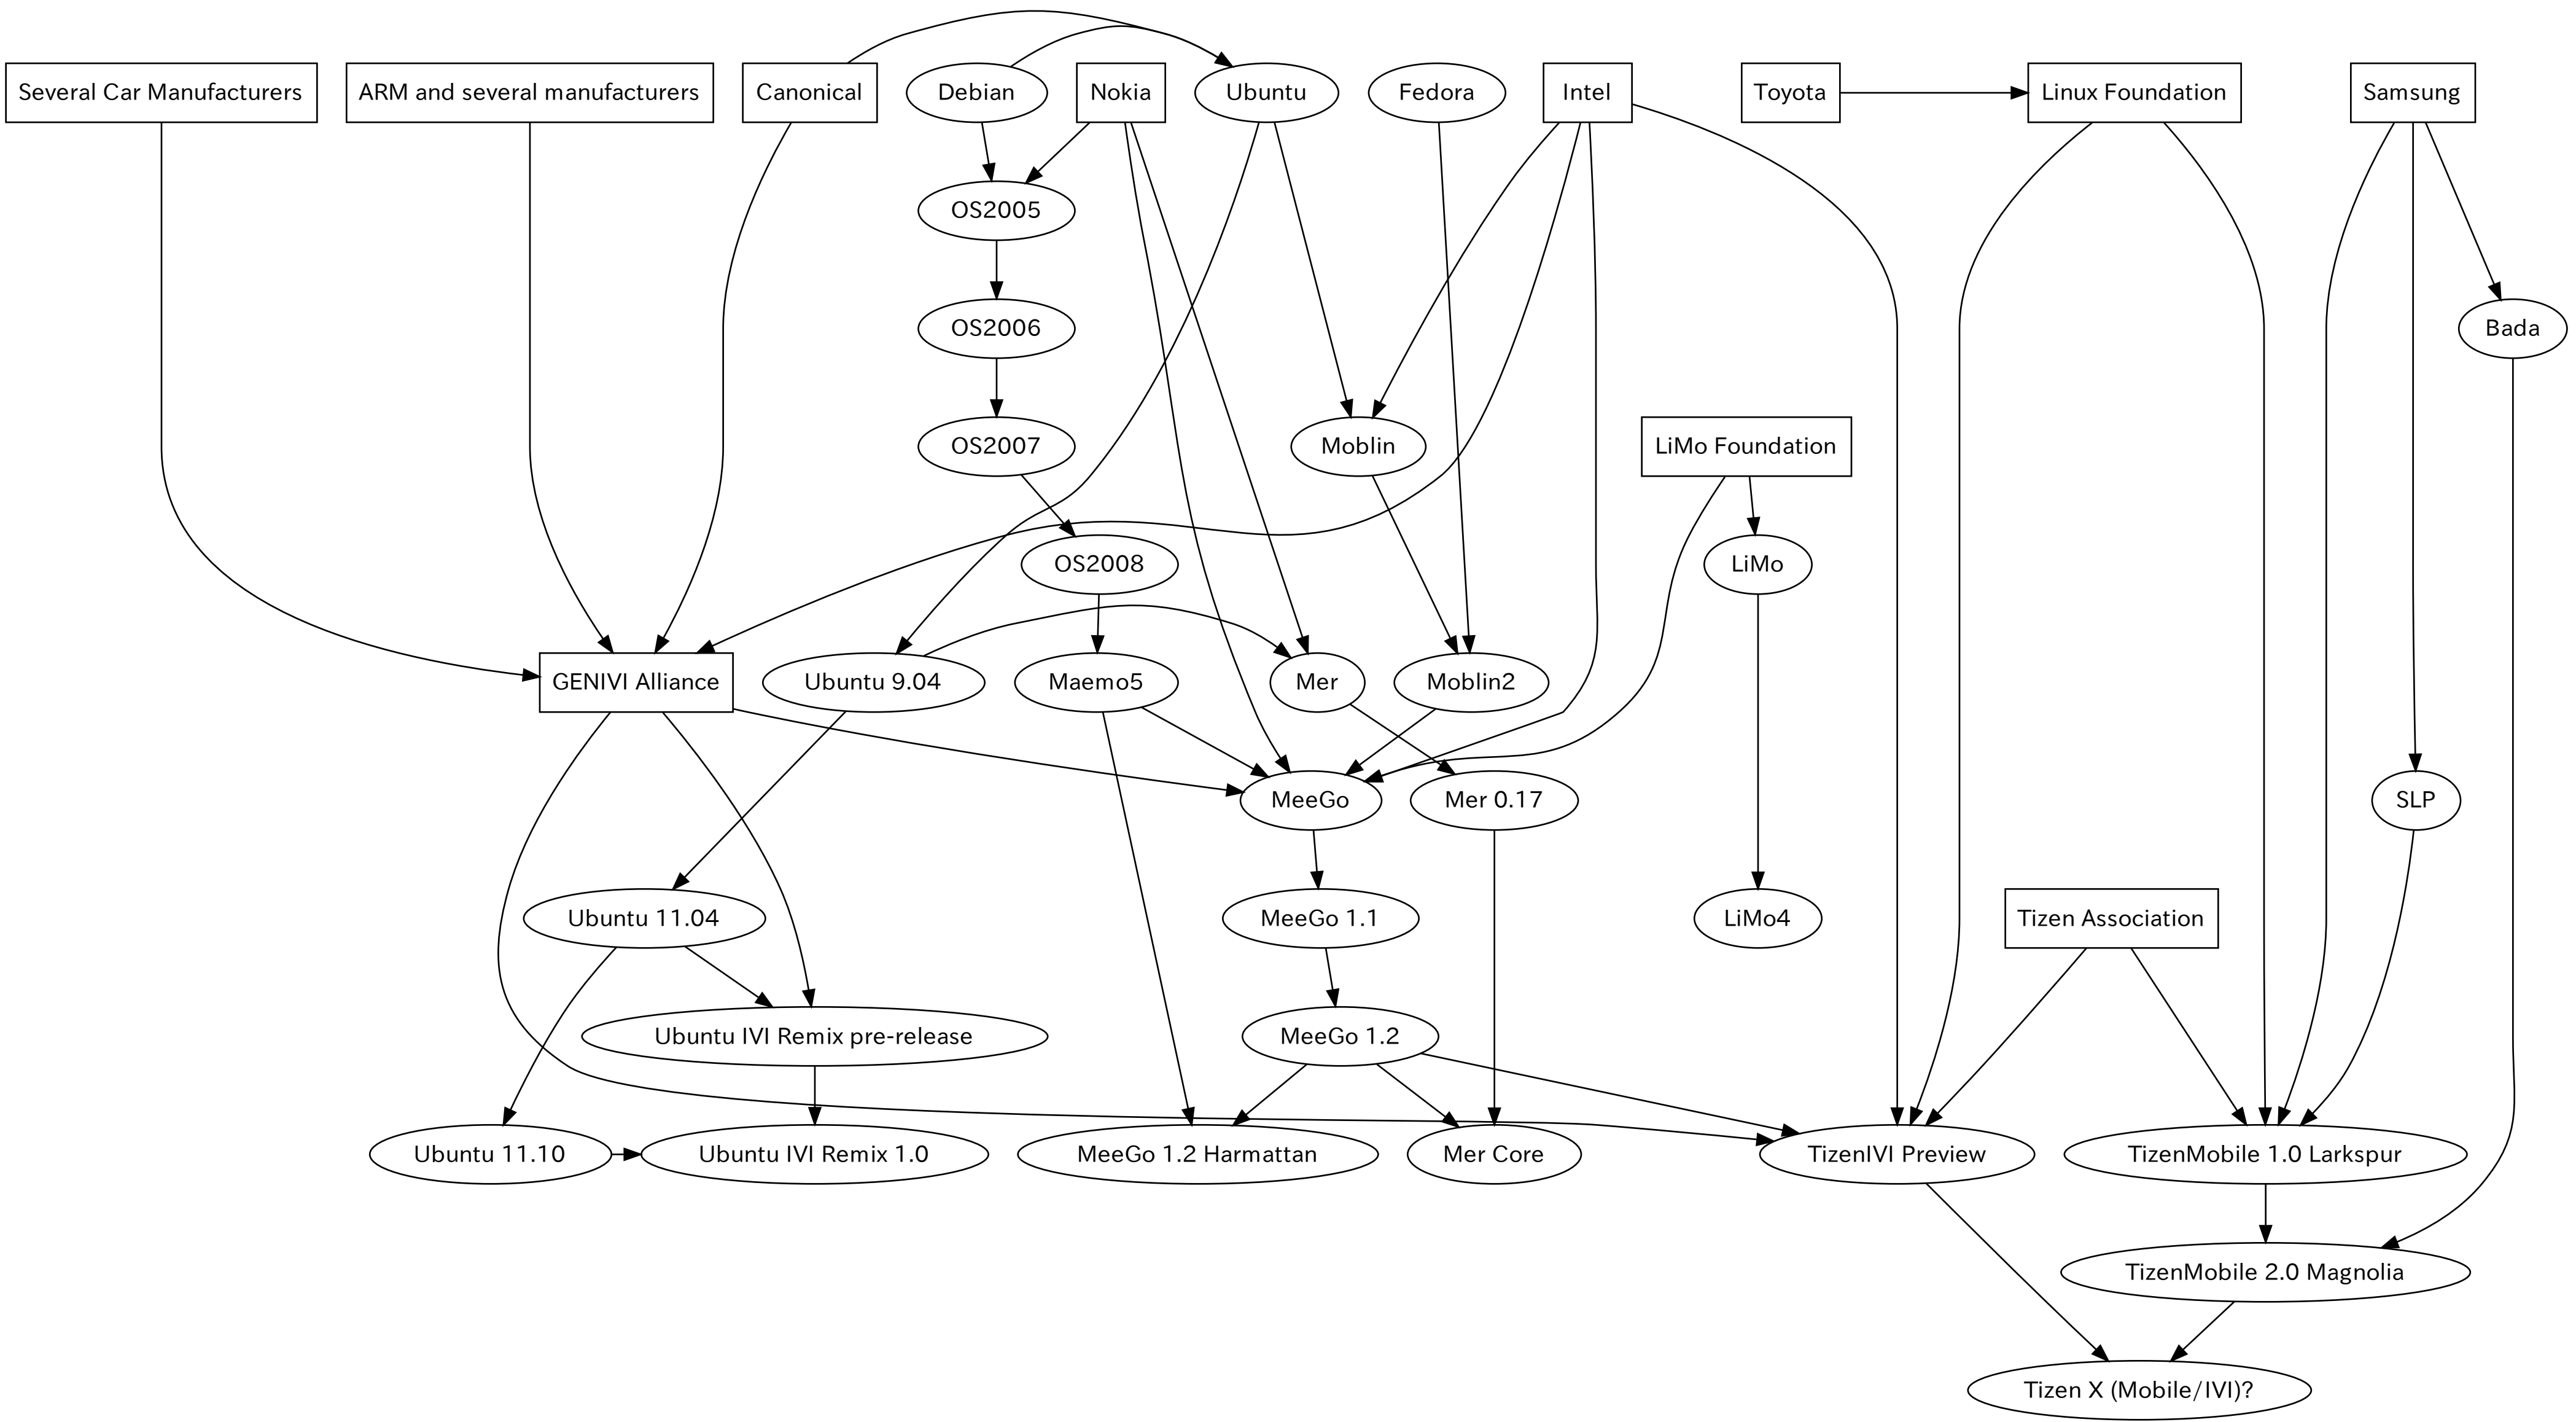 Several Car Manufacturers
ARM and several manufacturers
Canonical
Debian
Nokia
Ubuntu
Fedora
Intel
Toyota
Linux Foundation
Samsung
OS2005
OS2006
Bada
OS2007
Moblin
LiMo Foundation
OS2008
LiMo
GENIVI Alliance
Ubuntu 9.04
Maemo5
Mer
Moblin2
MeeGo
Mer 0.17
SLP
Ubuntu 11.04
MeeGo 1.1
LiMo4
Tizen Association
Ubuntu IVI Remix pre-release
MeeGo 1.2
Ubuntu 11.10
Ubuntu IVI Remix 1.0
MeeGo 1.2 Harmattan
Mer Core
TizenIVI Preview
TizenMobile 1.0 Larkspur
TizenMobile 2.0 Magnolia
Tizen X (Mobile/IVI)?